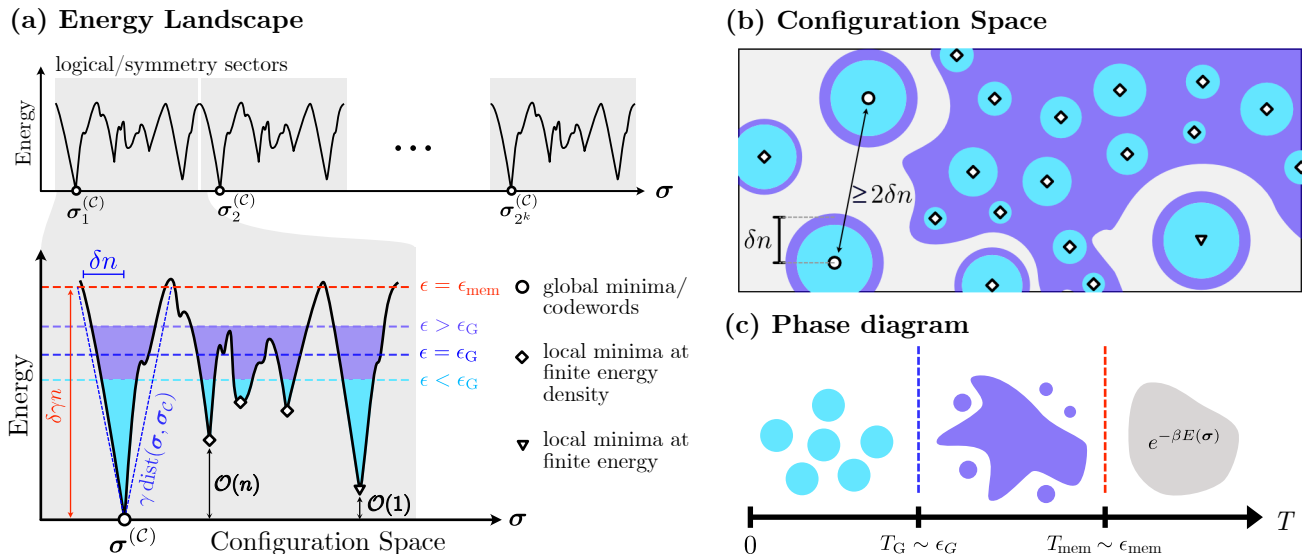 (a) Energy Landscape
logical/symmetry sectors
Energy
...
σ
σ₁^(𝒞)
σ₂^(𝒞)
σ_{2^k}^(𝒞)
δn
ϵ = ϵ_mem
ϵ > ϵ_G
ϵ = ϵ_G
ϵ < ϵ_G
Energy
δγn
γ dist(σ, σ_𝒞)
𝒪(n)
𝒪(1)
σ^(𝒞)
Configuration Space
σ
global minima/
codewords
local minima at
finite energy
density
local minima at
finite energy
(b) Configuration Space
≥2δn
δn
(c) Phase diagram
e^{−βE(σ)}
0
T_G ∼ ϵ_G
T_mem ∼ ϵ_mem
T